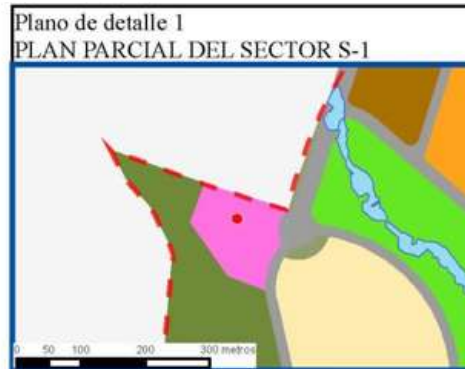 Plano de detalle 1
PLAN PARCIAL DEL SECTOR S-1
0 50 100 200 300 metros